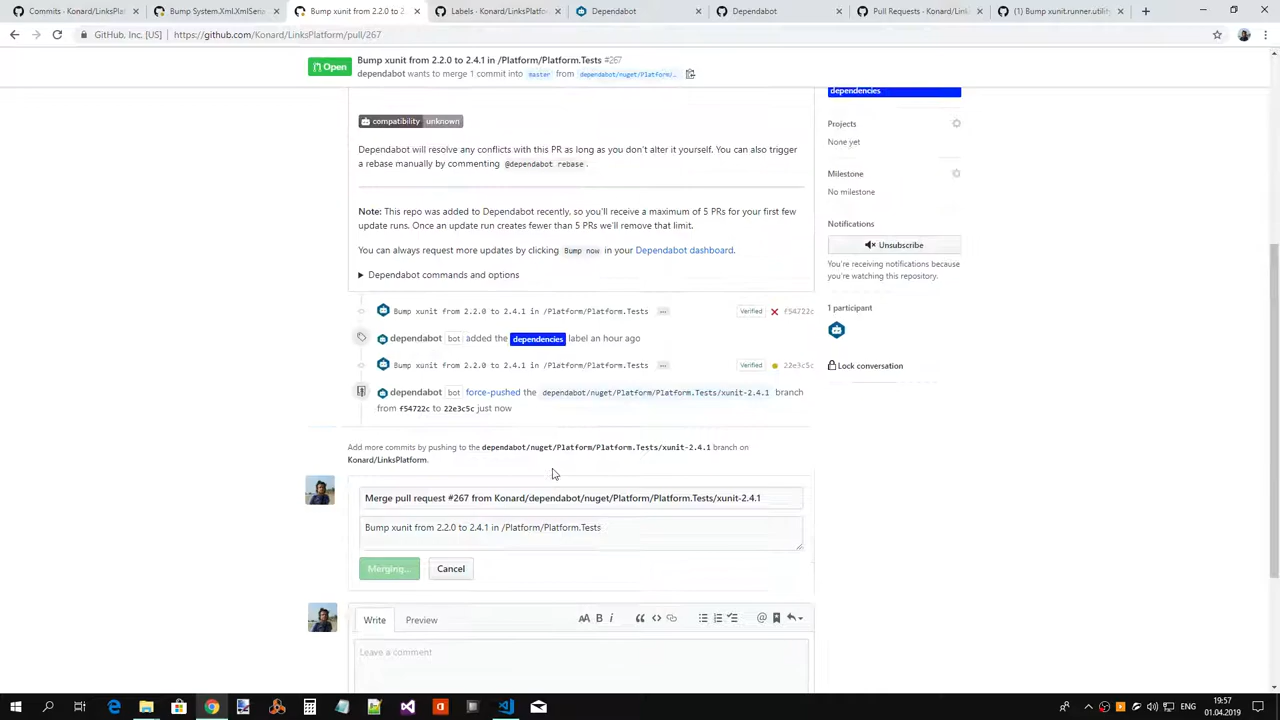 Commits · Konard/LinksPlatform
Bump System.Xml.XmlSeria
Bump xunit from 2.2.0 to 2
Labels · Konard/LinksPlatform
Dependabot
Dependabot
Pull Requests · Konard/Link
(1) Bump xunit.runner.utility
GitHub, Inc. [US] | https://github.com/Konard/LinksPlatform/pull/267
Open
Bump xunit from 2.2.0 to 2.4.1 in /Platform/Platform.Tests #267
dependabot wants to merge 1 commit into master from dependabot/nuget/Platform/…
dependencies
compatibility unknown
Projects
None yet
Dependabot will resolve any conflicts with this PR as long as you don't alter it yourself. You can also trigger
a rebase manually by commenting @dependabot rebase .
Milestone
No milestone
Note: This repo was added to Dependabot recently, so you'll receive a maximum of 5 PRs for your first few
update runs. Once an update run creates fewer than 5 PRs we'll remove that limit.
Notifications
Unsubscribe
You're receiving notifications because
you're watching this repository.
You can always request more updates by clicking Bump now in your Dependabot dashboard.
Dependabot commands and options
1 participant
Bump xunit from 2.2.0 to 2.4.1 in /Platform/Platform.Tests … Verified f54722c
dependabot bot added the dependencies label an hour ago
Bump xunit from 2.2.0 to 2.4.1 in /Platform/Platform.Tests … Verified 22e3c5c
Lock conversation
dependabot bot force-pushed the dependabot/nuget/Platform/Platform.Tests/xunit-2.4.1 branch
from f54722c to 22e3c5c just now
Add more commits by pushing to the dependabot/nuget/Platform/Platform.Tests/xunit-2.4.1 branch on
Konard/LinksPlatform.
Merge pull request #267 from Konard/dependabot/nuget/Platform/Platform.Tests/xunit-2.4.1
Bump xunit from 2.2.0 to 2.4.1 in /Platform/Platform.Tests
Merging...
Cancel
Write
Preview
Leave a comment
ENG
19:57
01.04.2019